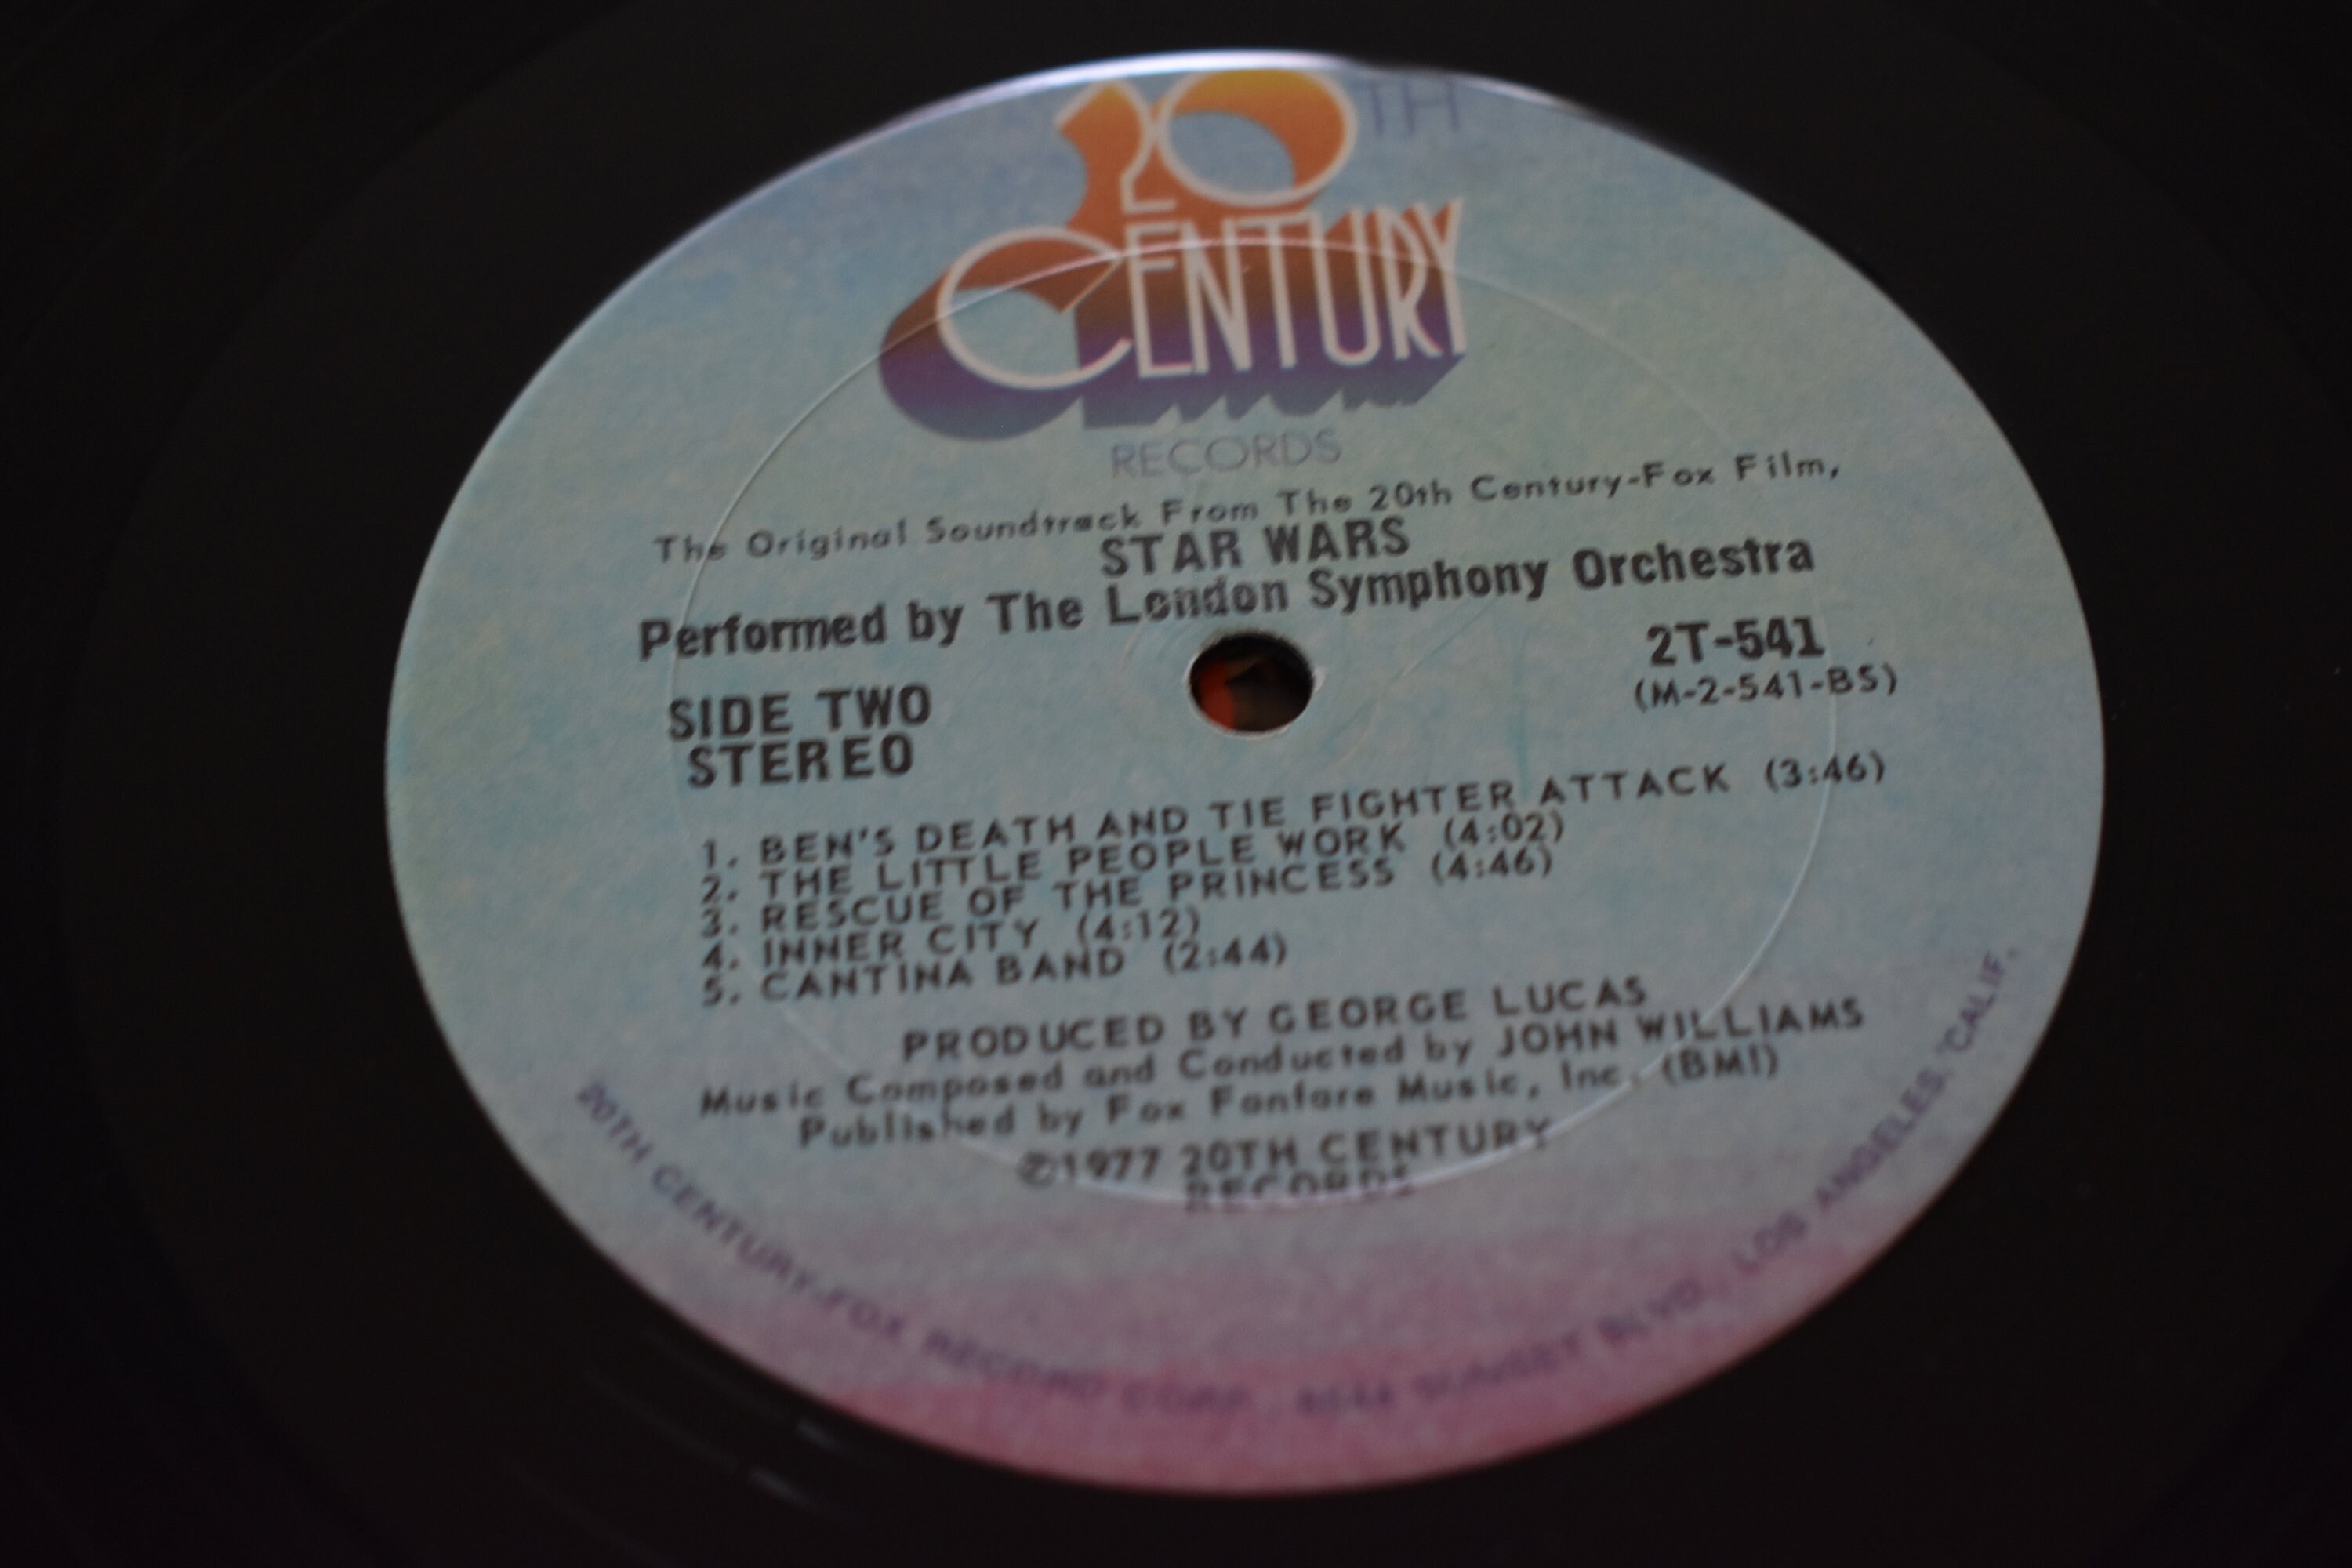 20TH
CENTURY
RECORDS
The Original Soundtrack From The 20th Century-Fox Film,
STAR WARS
Performed by The London Symphony Orchestra
2T-541
(M-2-541-BS)
SIDE TWO
STEREO
1. BEN'S DEATH AND TIE FIGHTER ATTACK (3:46)
2. THE LITTLE PEOPLE WORK (4:02)
3. RESCUE OF THE PRINCESS (4:46)
4. INNER CITY (4:12)
5. CANTINA BAND (2:44)
PRODUCED BY GEORGE LUCAS
Music Composed and Conducted by JOHN WILLIAMS
Published by Fox Fanfare Music, Inc. (BMI)
©1977 20TH CENTURY
RECORDS
20TH CENTURY-FOX RECORD CORP., 8544 SUNSET BLVD., LOS ANGELES, CALIF.